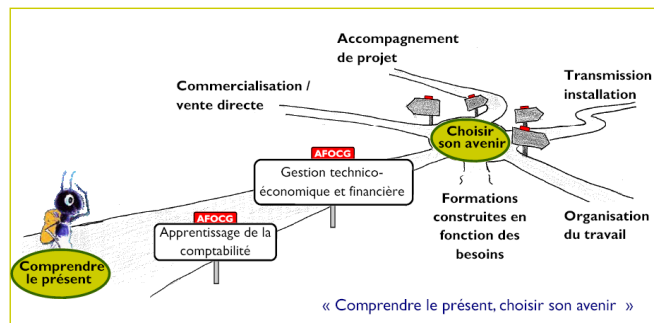 Accompagnement
de projet
Commercialisation /
vente directe
Transmission
installation
Choisir
son avenir
AFOCG
Gestion technico-
économique et financière
AFOCG
Apprentissage de la
comptabilité
Formations
construites en
fonction des
besoins
Organisation
du travail
Comprendre
le présent
« Comprendre le présent, choisir son avenir »